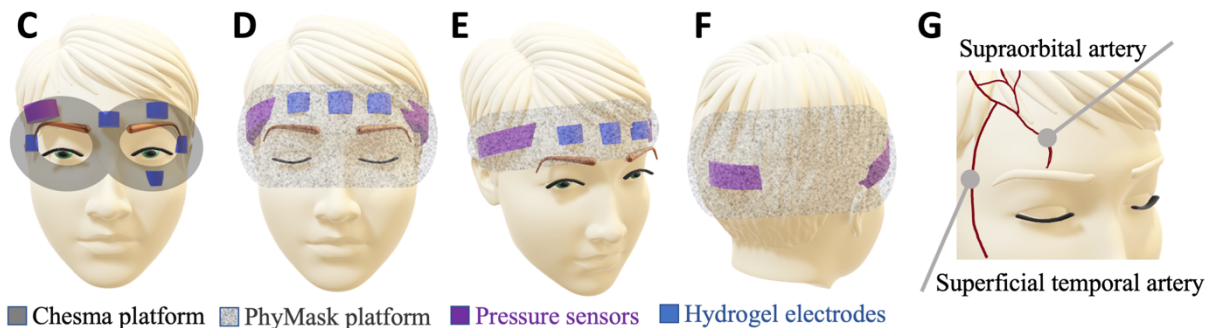 C D E F G
Supraorbital artery
Superficial temporal artery
Chesma platform PhyMask platform Pressure sensors Hydrogel electrodes